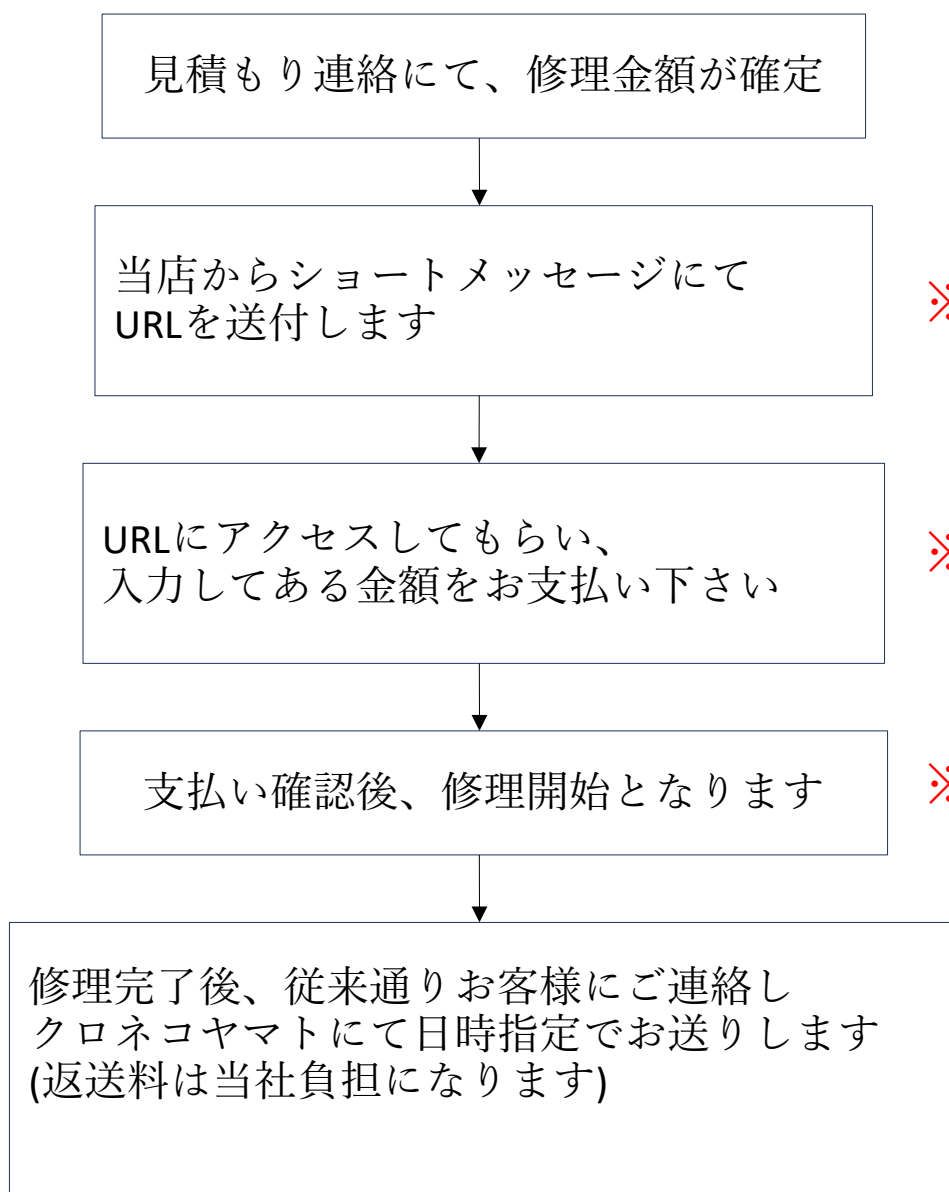 見積もり連絡にて、修理金額が確定
当店からショートメッセージにて
URLを送付します
※
URLにアクセスしてもらい、
入力してある金額をお支払い下さい
※
支払い確認後、修理開始となります
※
修理完了後、従来通りお客様にご連絡し
クロネコヤマトにて日時指定でお送りします
(返送料は当社負担になります)